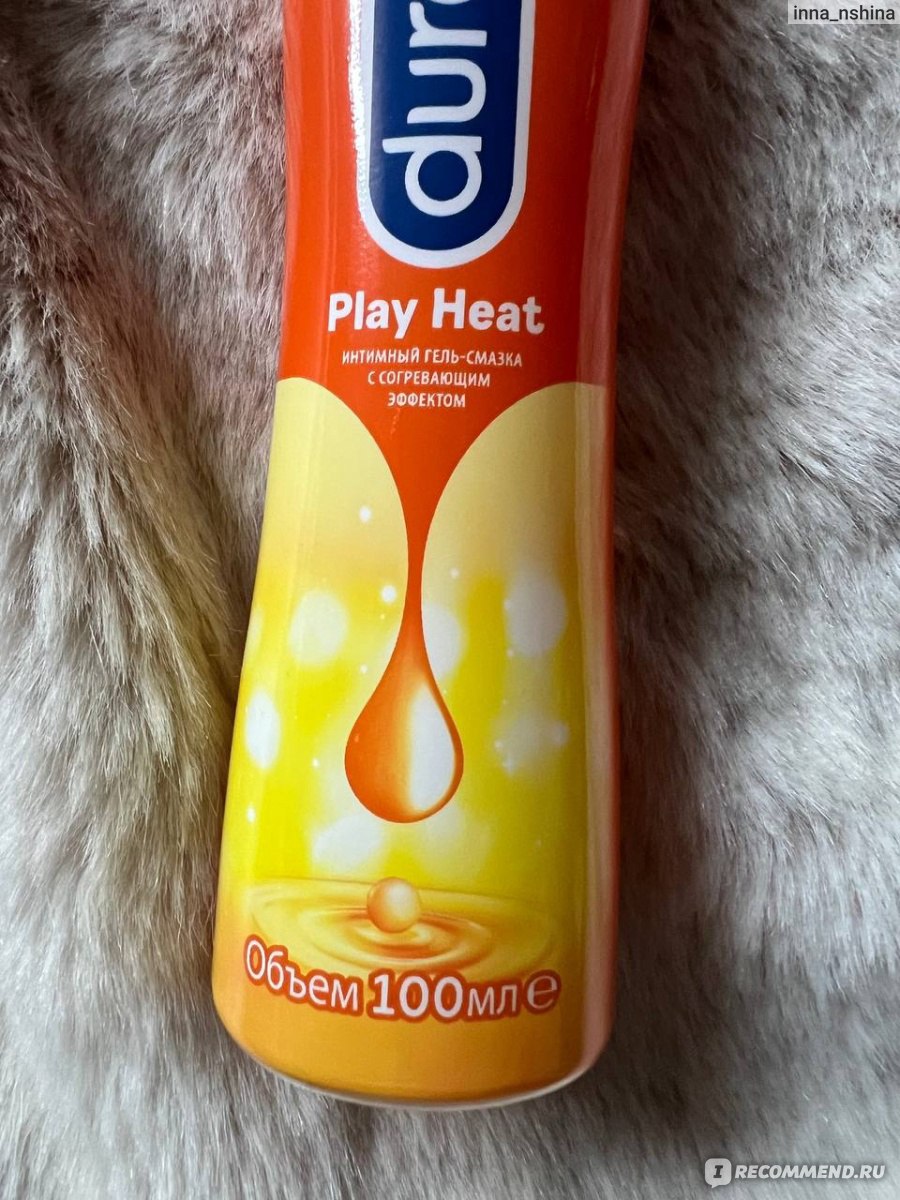 inna_nshina
Play Heat
ИНТИМНЫЙ ГЕЛЬ-СМАЗКА
С СОГРЕВАЮЩИМ
ЭФФЕКТОМ
Объем 100мл℮
I RECOMMEND.RU